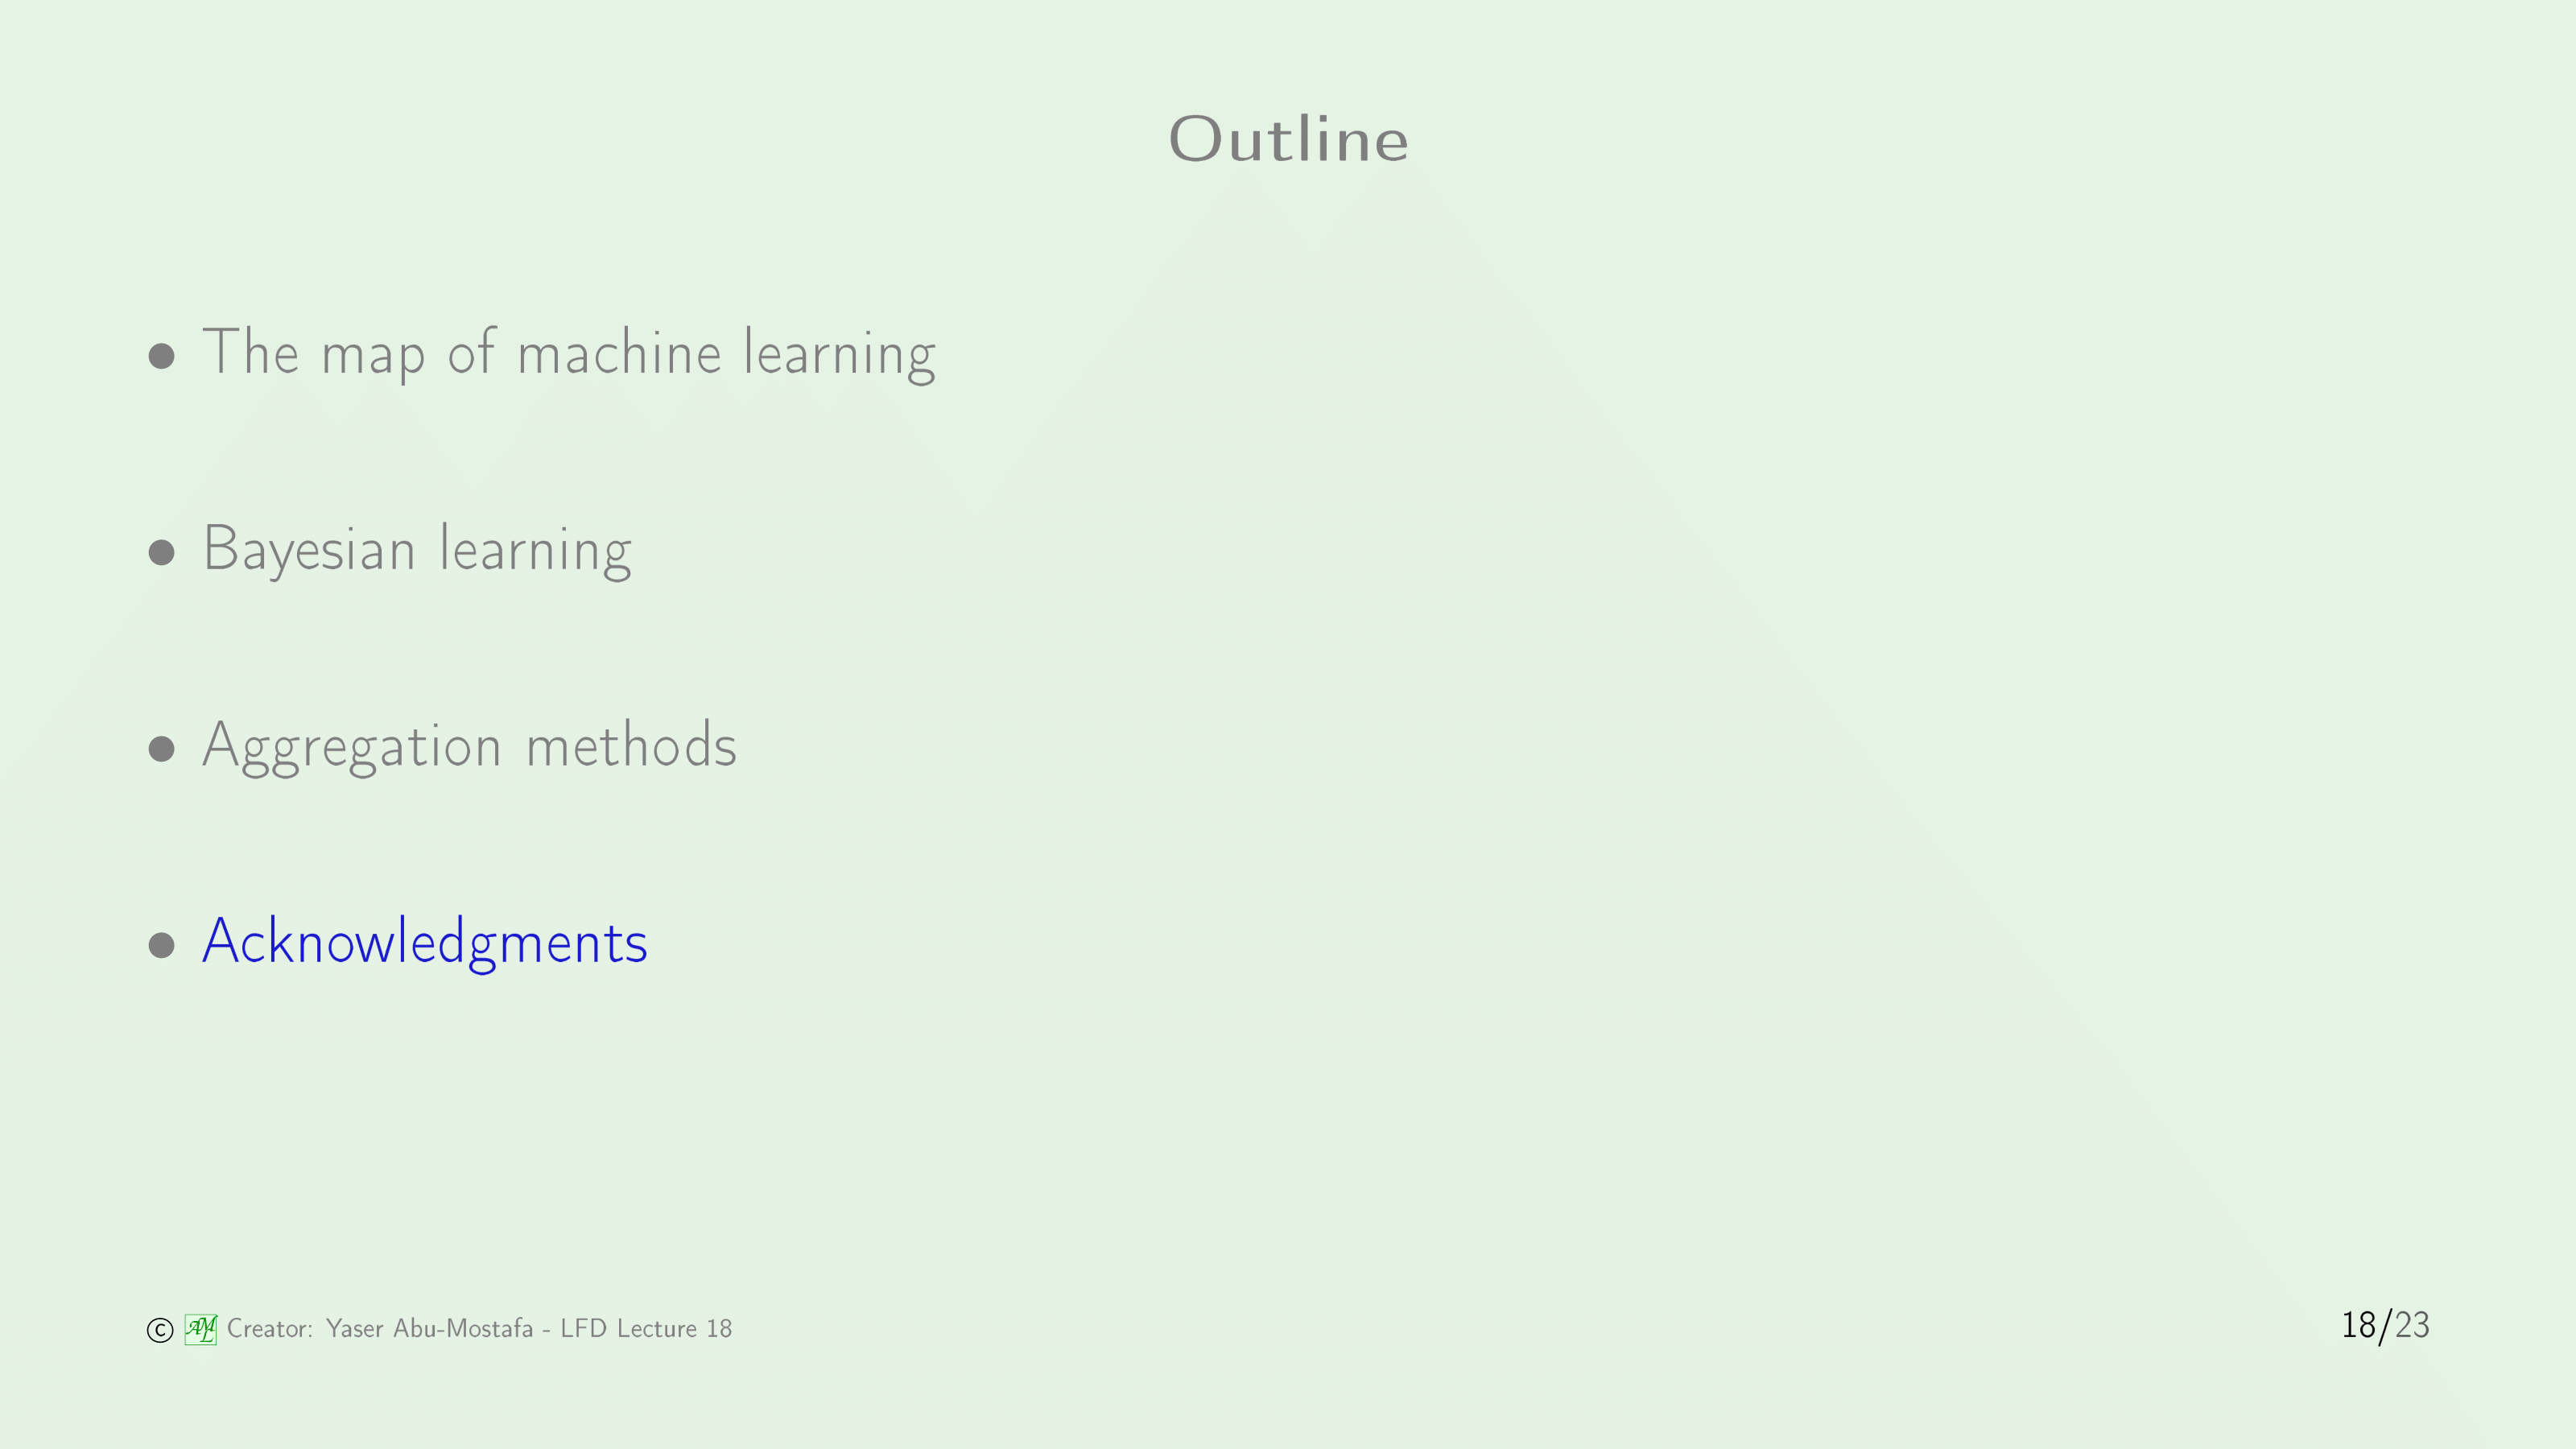 Outline
• The map of machine learning
• Bayesian learning
• Aggregation methods
• Acknowledgments
© AML Creator: Yaser Abu-Mostafa - LFD Lecture 18
18/23